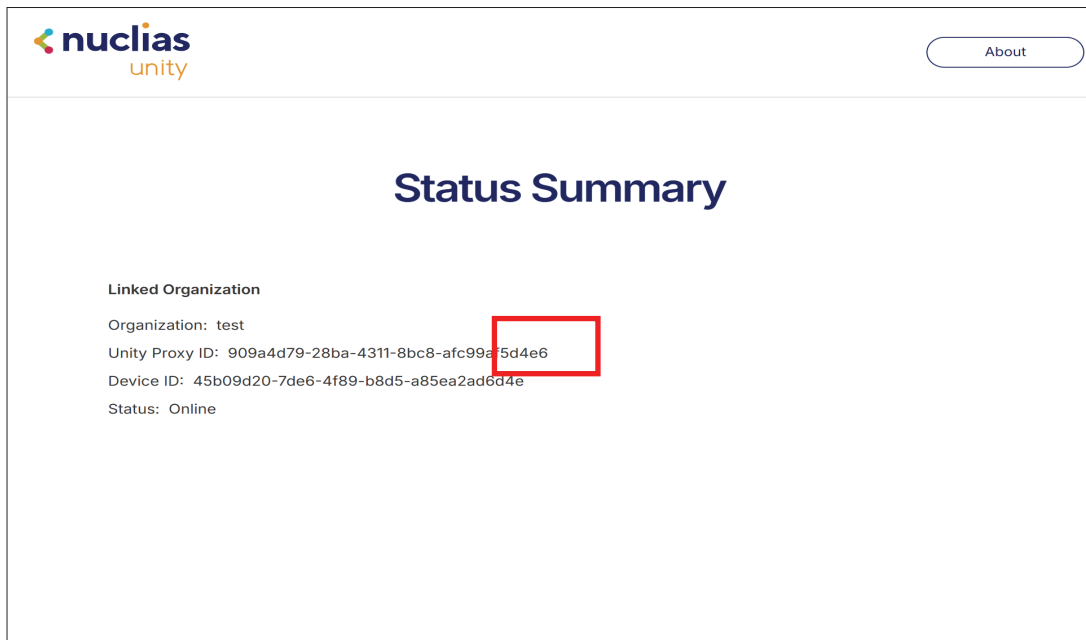 nuclias
unity
About
Status Summary
Linked Organization
Organization: test
Unity Proxy ID: 909a4d79-28ba-4311-8bc8-afc99af5d4e6
Device ID: 45b09d20-7de6-4f89-b8d5-a85ea2ad6d4e
Status: Online